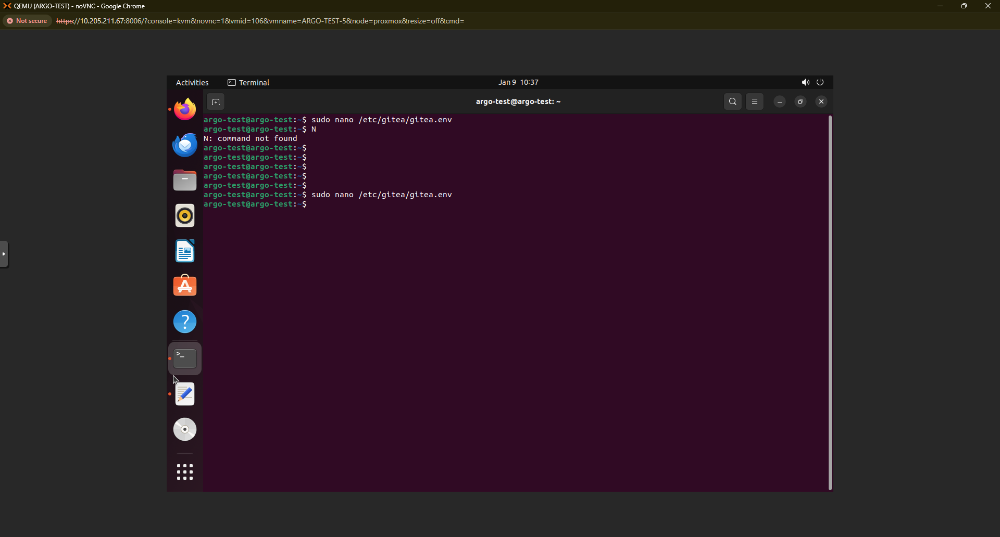 QEMU (ARGO-TEST) - noVNC - Google Chrome
Not secure https://10.205.211.67:8006/?console=kvm&novnc=1&vmid=106&vmname=ARGO-TEST-5&node=proxmox&resize=off&cmd=
Activities Terminal Jan 9 10:37
argo-test@argo-test: ~
argo-test@argo-test:~$ sudo nano /etc/gitea/gitea.env
argo-test@argo-test:~$ N
N: command not found
argo-test@argo-test:~$
argo-test@argo-test:~$
argo-test@argo-test:~$
argo-test@argo-test:~$
argo-test@argo-test:~$
argo-test@argo-test:~$ sudo nano /etc/gitea/gitea.env
argo-test@argo-test:~$